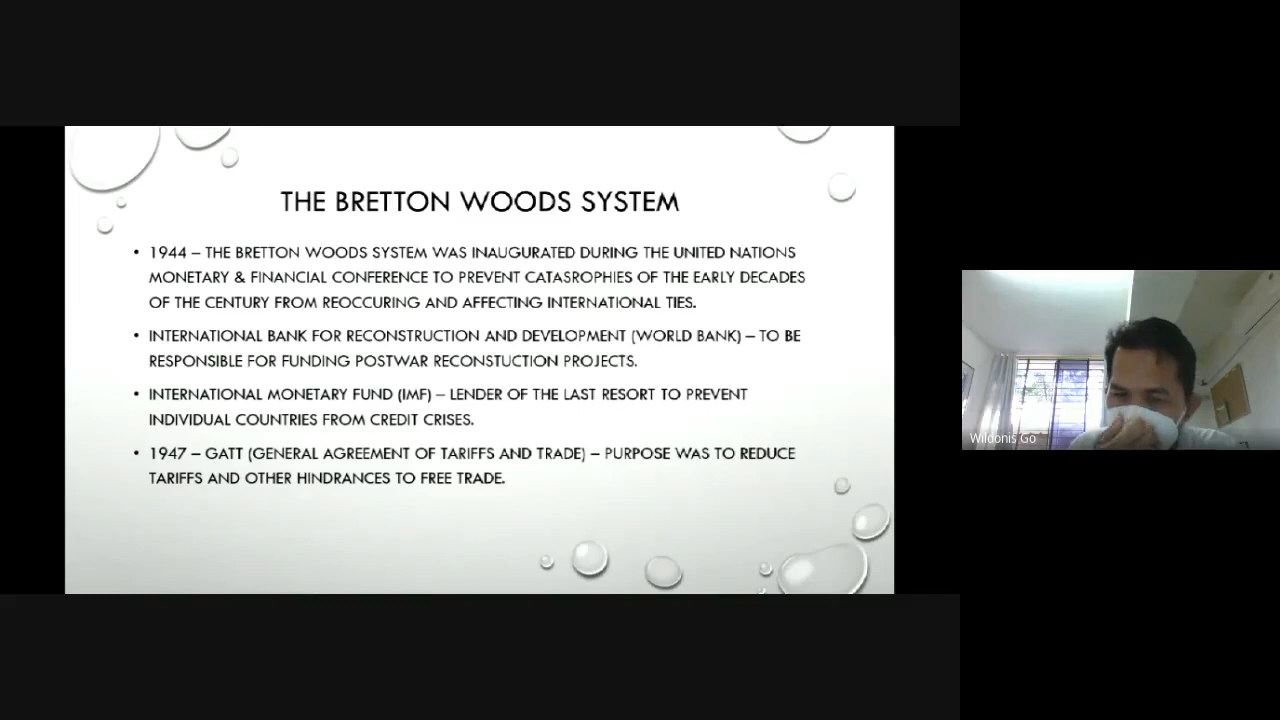 THE BRETTON WOODS SYSTEM
• 1944 – THE BRETTON WOODS SYSTEM WAS INAUGURATED DURING THE UNITED NATIONS
MONETARY & FINANCIAL CONFERENCE TO PREVENT CATASROPHIES OF THE EARLY DECADES
OF THE CENTURY FROM REOCCURING AND AFFECTING INTERNATIONAL TIES.
• INTERNATIONAL BANK FOR RECONSTRUCTION AND DEVELOPMENT (WORLD BANK) – TO BE
RESPONSIBLE FOR FUNDING POSTWAR RECONSTUCTION PROJECTS.
• INTERNATIONAL MONETARY FUND (IMF) – LENDER OF THE LAST RESORT TO PREVENT
INDIVIDUAL COUNTRIES FROM CREDIT CRISES.
• 1947 – GATT (GENERAL AGREEMENT OF TARIFFS AND TRADE) – PURPOSE WAS TO REDUCE
TARIFFS AND OTHER HINDRANCES TO FREE TRADE.
Wildonis Go